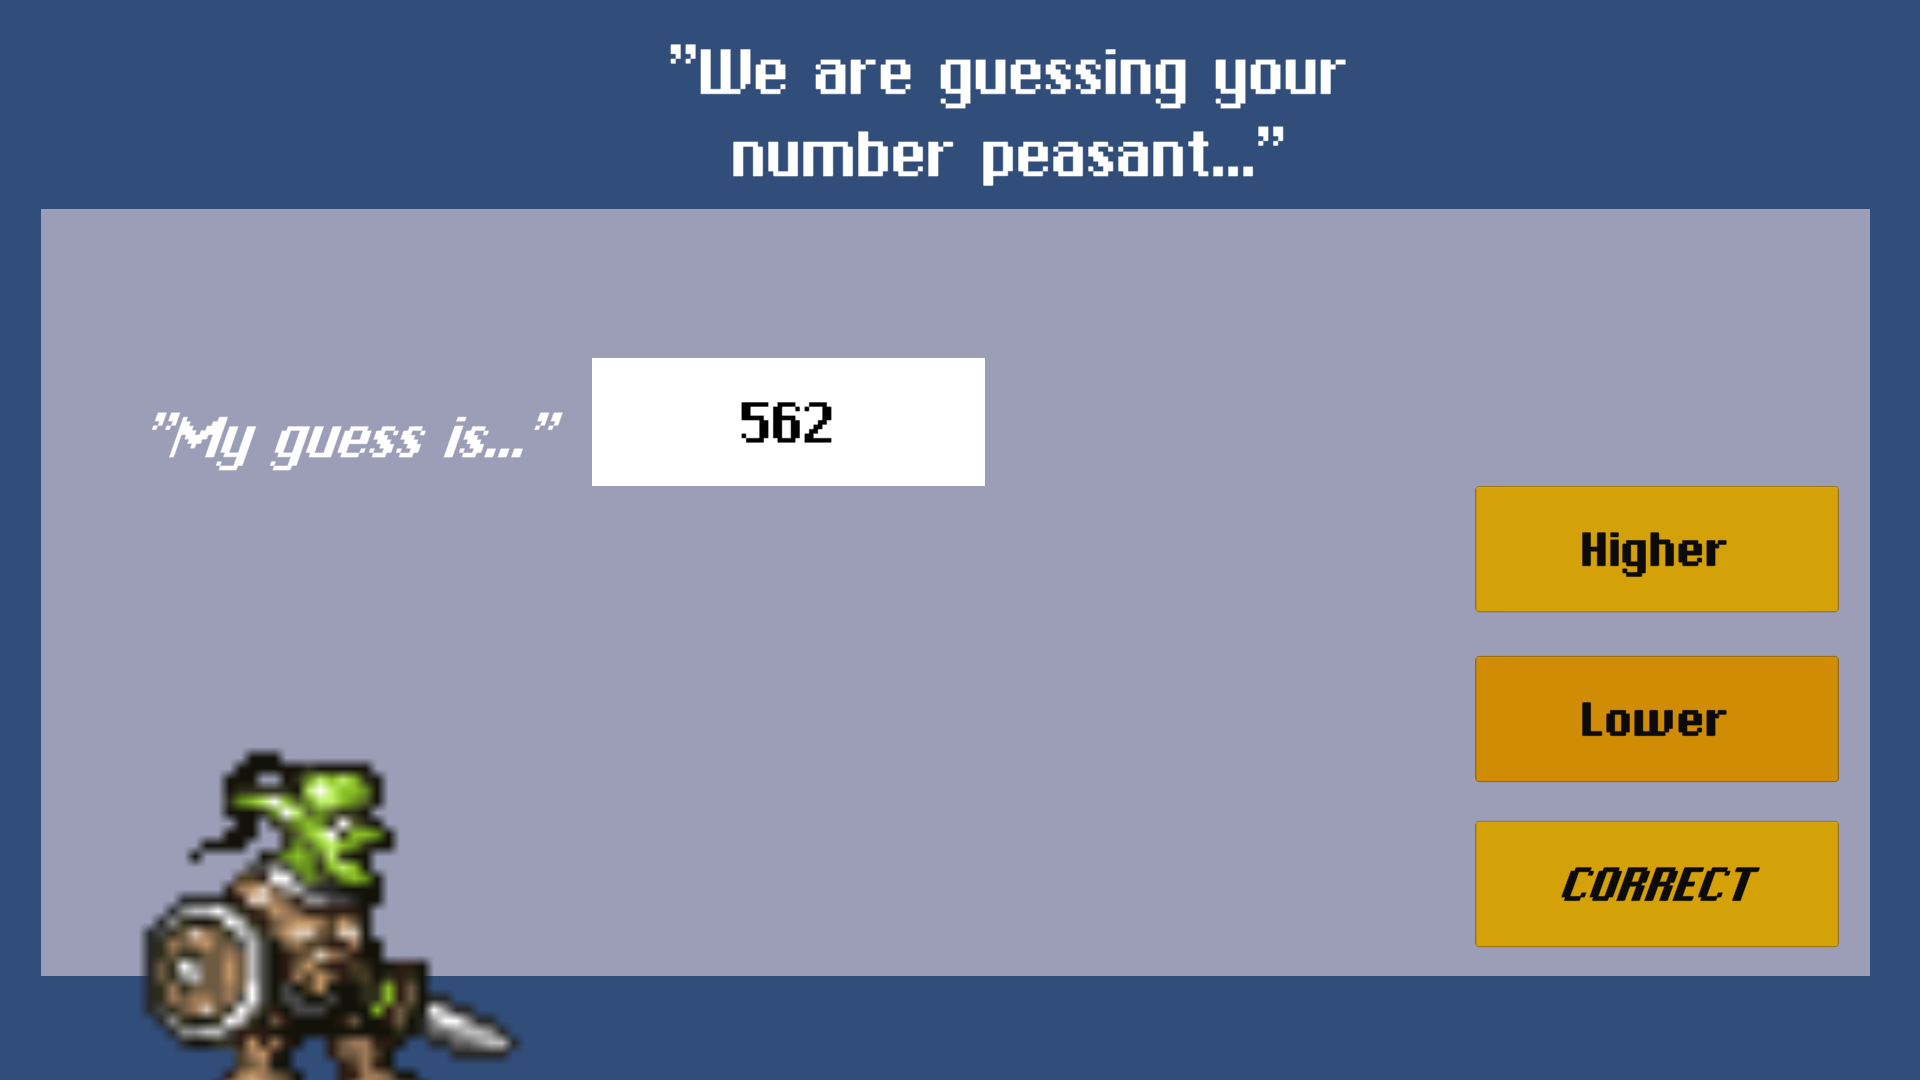 "We are guessing your
number peasant..."
"My guess is..."
562
Higher
Lower
CORRECT